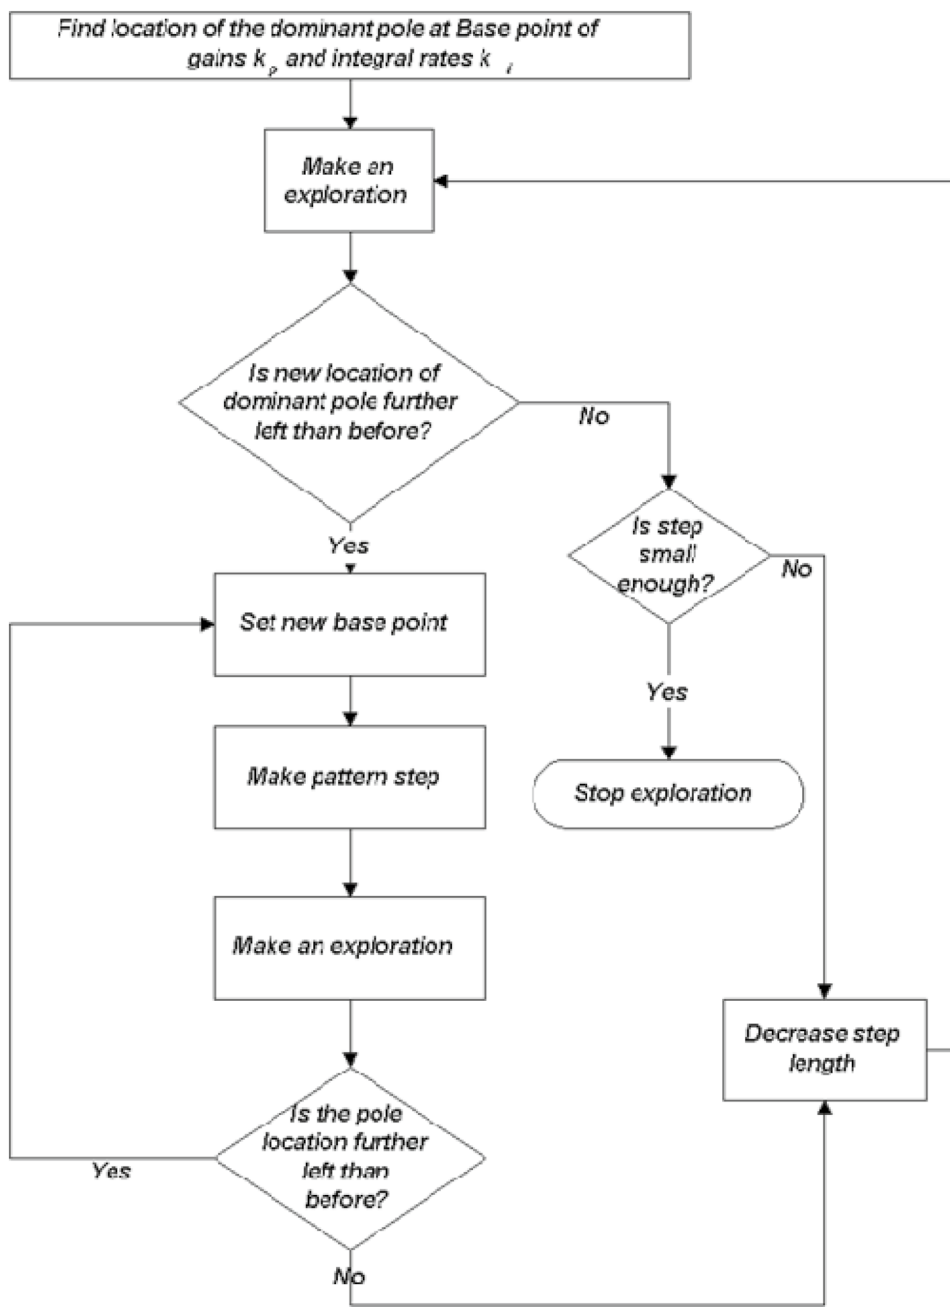 Find location of the dominant pole at Base point of
gains k p and integral rates k i
Make an
exploration
Is new location of
dominant pole further
left than before?
No
Yes
Is step
small
enough?
No
Set new base point
Yes
Make pattern step
Stop exploration
Make an exploration
Decrease step
length
Is the pole
location further
left than
before?
Yes
No